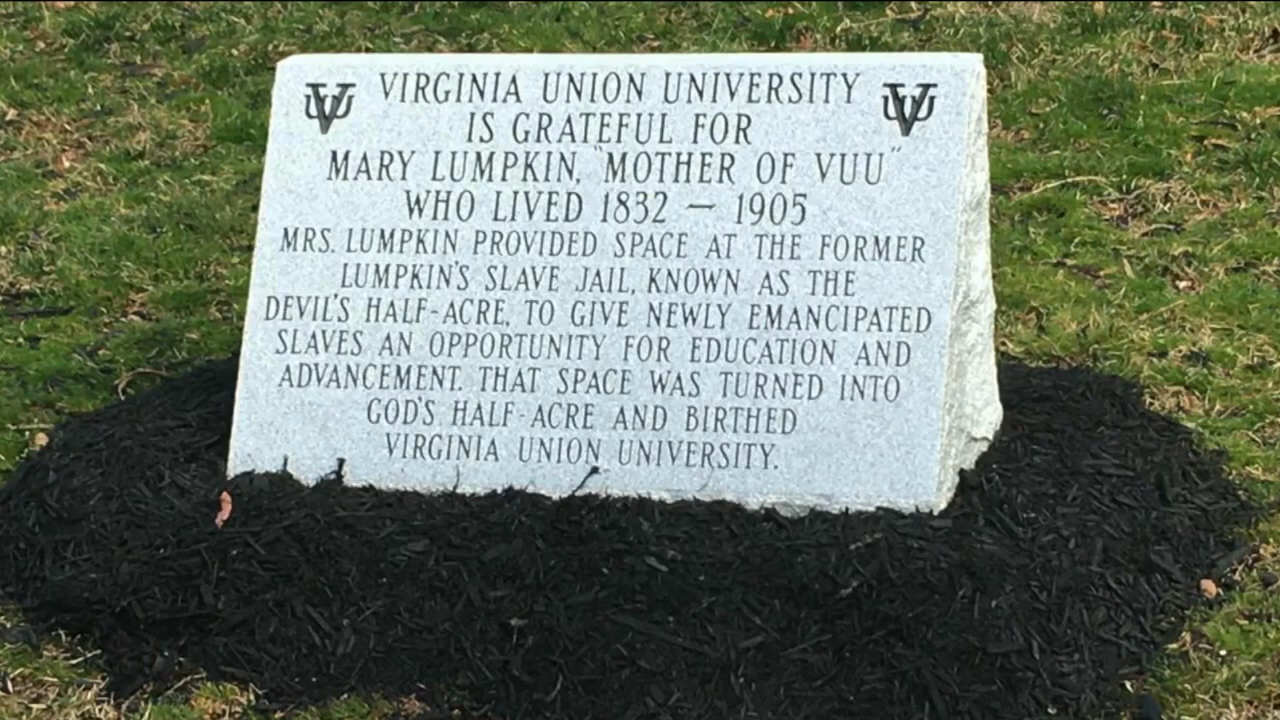 VUU VIRGINIA UNION UNIVERSITY VUU
IS GRATEFUL FOR
MARY LUMPKIN, "MOTHER OF VUU"
WHO LIVED 1832 — 1905
MRS. LUMPKIN PROVIDED SPACE AT THE FORMER
LUMPKIN'S SLAVE JAIL, KNOWN AS THE
DEVIL'S HALF-ACRE, TO GIVE NEWLY EMANCIPATED
SLAVES AN OPPORTUNITY FOR EDUCATION AND
ADVANCEMENT. THAT SPACE WAS TURNED INTO
GOD'S HALF-ACRE AND BIRTHED
VIRGINIA UNION UNIVERSITY.